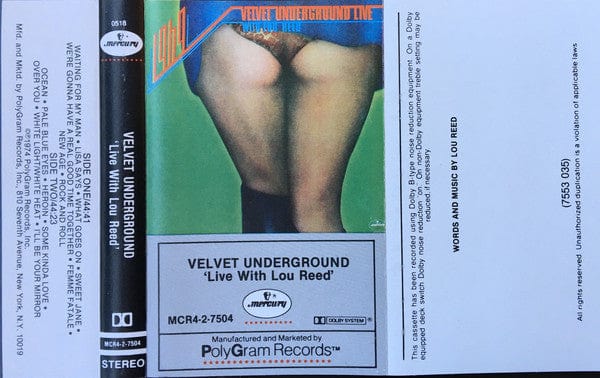 0518
mercury
VELVET UNDERGROUND
'Live With Lou Reed'
MCR4-2-7504
STEREO
SIDE ONE/44:41
WAITING FOR MY MAN • LISA SAYS • WHAT GOES ON • SWEET JANE •
WE'RE GONNA HAVE A REAL GOOD TIME TOGETHER • FEMME FATALE •
NEW AGE • ROCK AND ROLL
SIDE TWO/44:23
OCEAN • PALE BLUE EYES • HEROIN • SOME KINDA LOVE •
OVER YOU • WHITE LIGHT/WHITE HEAT • I'LL BE YOUR MIRROR
©℗1974 PolyGram Records, Inc.
Mfd. and Mktd. by PolyGram Records, Inc., 810 Seventh Avenue, New York, N.Y. 10019
1969
VELVET UNDERGROUND LIVE
WITH LOU REED
VELVET UNDERGROUND
'Live With Lou Reed'
mercury
MCR4-2-7504
DOLBY SYSTEM ®
Manufactured and Marketed by
PolyGram Records™
WORDS AND MUSIC BY LOU REED
This cassette has been recorded using Dolby B-type noise reduction equipment. On a Dolby
equipped deck switch Dolby noise reduction "on." On non-Dolby equipment treble setting may be
reduced, if necessary.
(7553 035)
All rights reserved. Unauthorized duplication is a violation of applicable laws